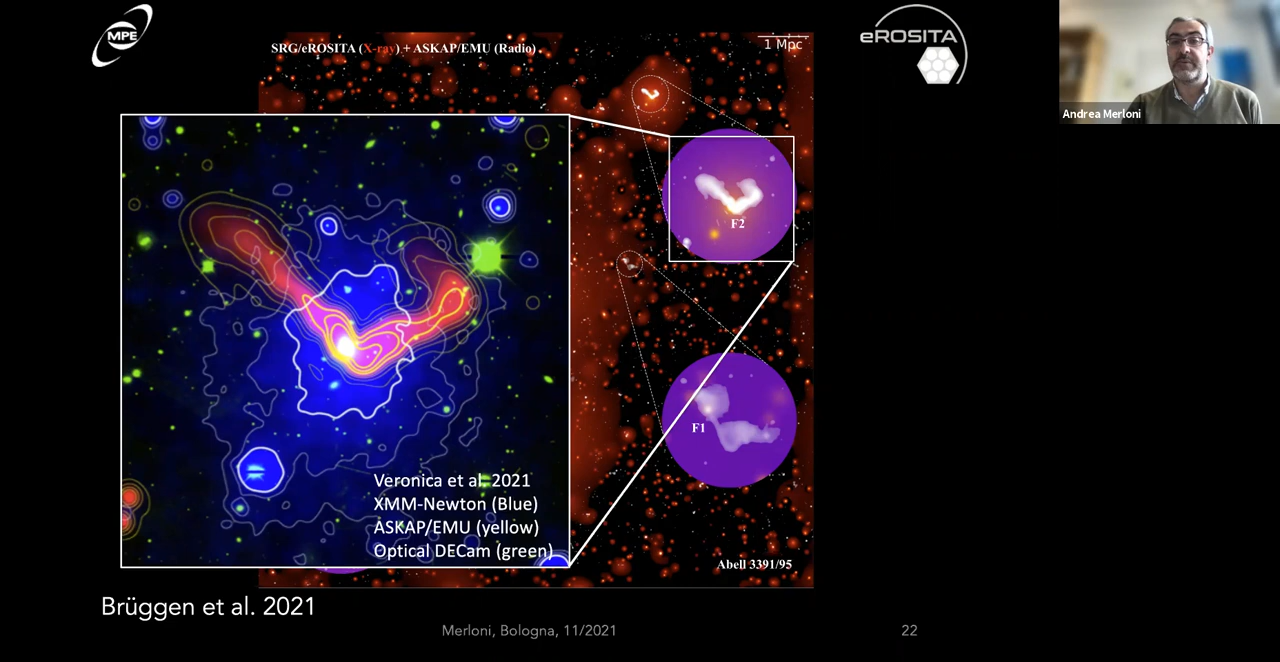 MPE
SRG/eROSITA (X-ray) + ASKAP/EMU (Radio)
1 Mpc
eROSITA
Andrea Merloni
F2
F1
Veronica et al. 2021
XMM-Newton (Blue)
ASKAP/EMU (yellow)
Optical DECam (green)
Abell 3391/95
Brüggen et al. 2021
Merloni, Bologna, 11/2021
22